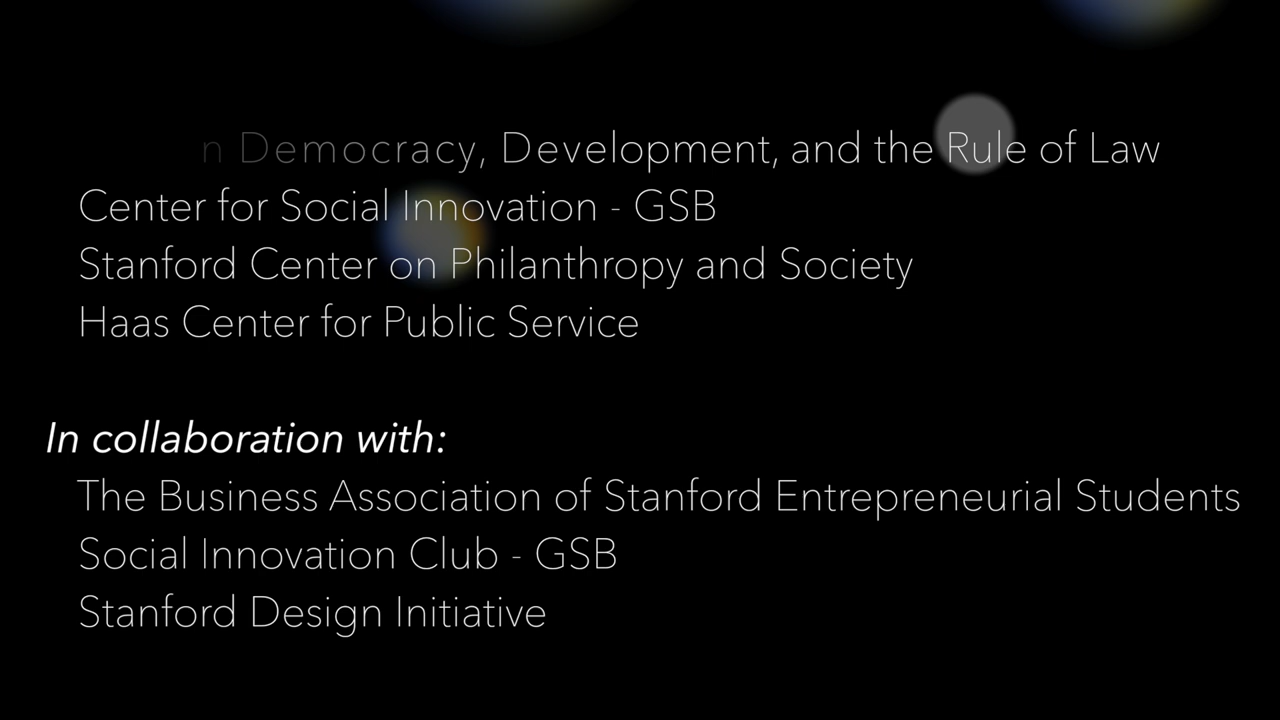 n Democracy, Development, and the Rule of Law
Center for Social Innovation - GSB
Stanford Center on Philanthropy and Society
Haas Center for Public Service
In collaboration with:
The Business Association of Stanford Entrepreneurial Students
Social Innovation Club - GSB
Stanford Design Initiative